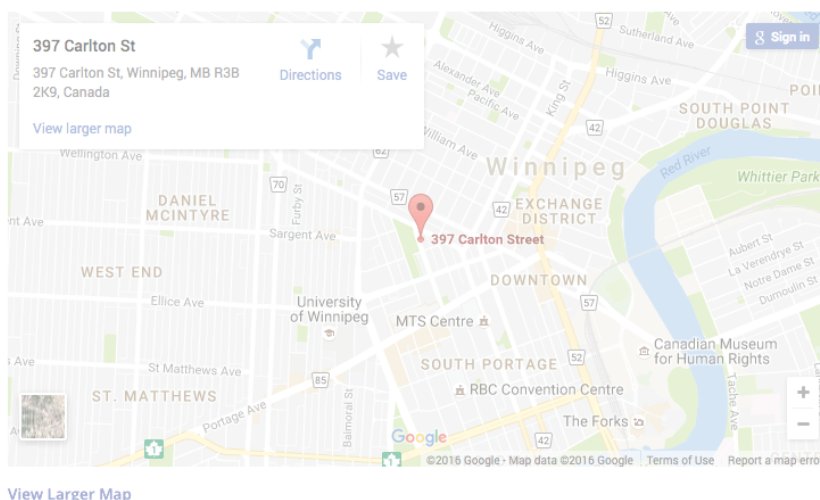 397 Carlton St
397 Carlton St, Winnipeg, MB R3B
2K9, Canada
Directions
Save
View larger map
Sign in
52
Sutherland Ave
Higgins Ave
Higgins Ave
Alexander Ave
Pacific Ave
King St
42
SOUTH POINT
DOUGLAS
William Ave
62
Wellington Ave
Winnipeg
Red River
Whittier Park
70
57
DANIEL
MCINTYRE
Furby St
42
EXCHANGE
DISTRICT
Sargent Ave
397 Carlton Street
Aubert St
La Verendrye St
Notre Dame St
Dumoulin St
WEST END
DOWNTOWN
Ellice Ave
University
of Winnipeg
57
MTS Centre
Canadian Museum
for Human Rights
St Matthews Ave
SOUTH PORTAGE
52
85
ST. MATTHEWS
RBC Convention Centre
Tache Ave
Portage Ave
Balmoral St
The Forks
Google
42
1
1
©2016 Google - Map data ©2016 Google
Terms of Use
Report a map erro
View Larger Map